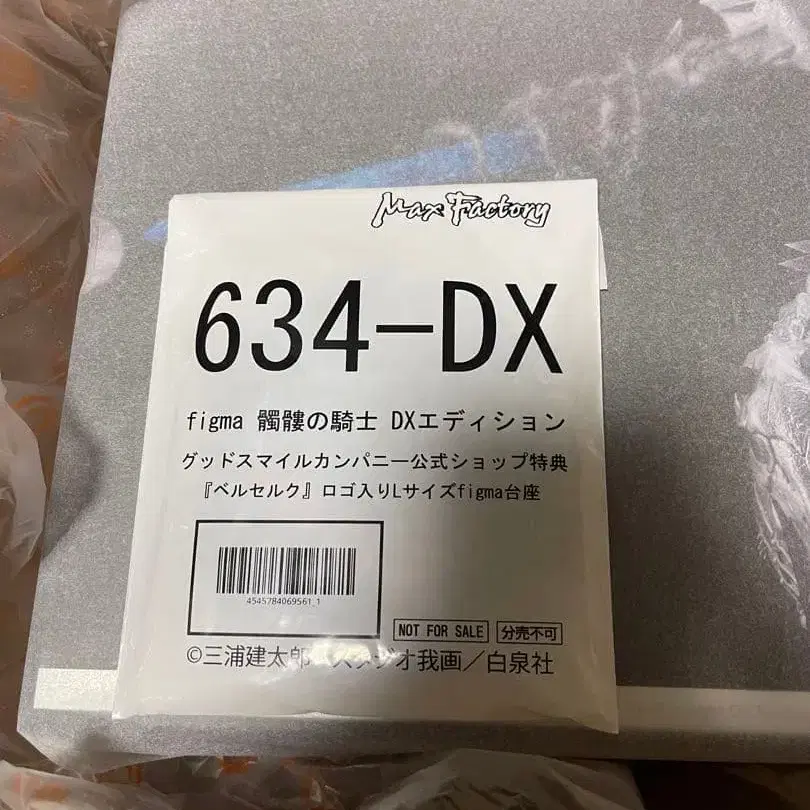 Max Factory
634-DX
figma 髑髏の騎士 DXエディション
グッドスマイルカンパニー公式ショップ特典
『ベルセルク』ロゴ入りLサイズfigma台座
4545784069561 1
NOT FOR SALE 分売不可
©三浦建太郎 スタジオ我画／白泉社